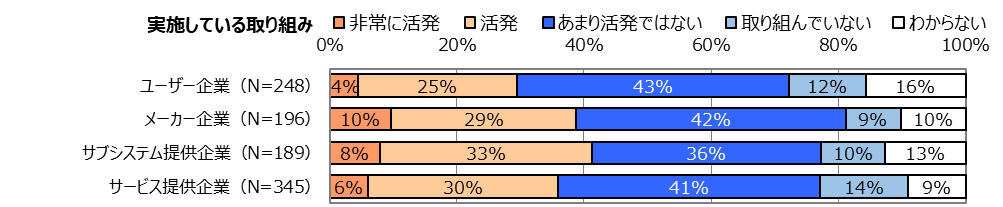 実施している取り組み 非常に活発 活発 あまり活発ではない 取り組んでいない わからない
0% 20% 40% 60% 80% 100%
ユーザー企業（N=248） 4% 25% 43% 12% 16%
メーカー企業（N=196） 10% 29% 42% 9% 10%
サブシステム提供企業（N=189） 8% 33% 36% 10% 13%
サービス提供企業（N=345） 6% 30% 41% 14% 9%